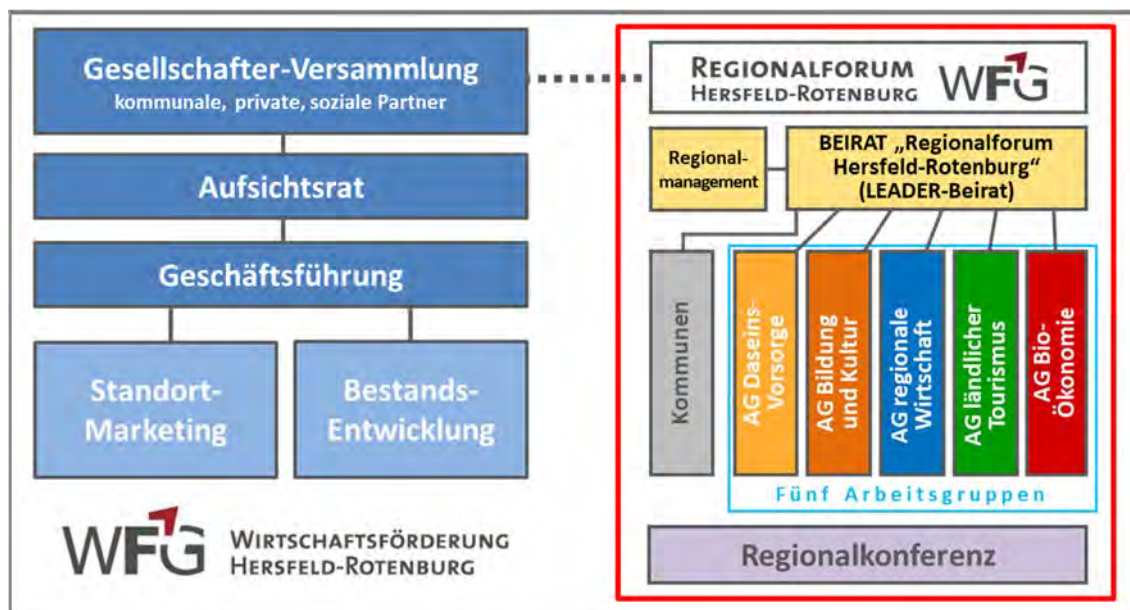 Gesellschafter-Versammlung
kommunale, private, soziale Partner
Aufsichtsrat
Geschäftsführung
Standort-
Marketing
Bestands-
Entwicklung
WFG
WIRTSCHAFTSFÖRDERUNG
HERSFELD-ROTENBURG
REGIONALFORUM
HERSFELD-ROTENBURG
WFG
Regional-
management
BEIRAT „Regionalforum
Hersfeld-Rotenburg“
(LEADER-Beirat)
Kommunen
AG Daseins-
Vorsorge
AG Bildung
und Kultur
AG regionale
Wirtschaft
AG ländlicher
Tourismus
AG Bio-
Ökonomie
Fünf Arbeitsgruppen
Regionalkonferenz